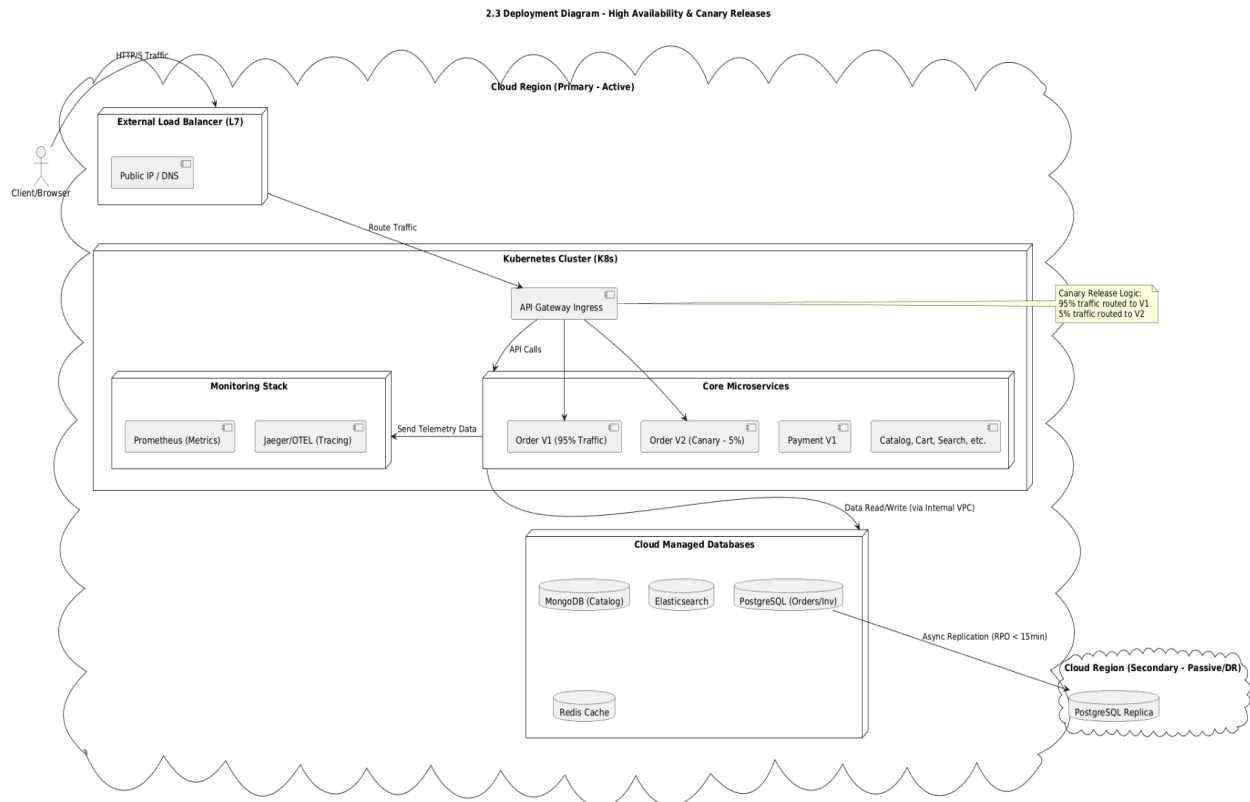 2.3 Deployment Diagram - High Availability & Canary Releases
HTTP/S Traffic
Cloud Region (Primary - Active)
External Load Balancer (L7)
Public IP / DNS
Client/Browser
Route Traffic
Kubernetes Cluster (K8s)
API Gateway Ingress
Canary Release Logic:
95% traffic routed to V1
5% traffic routed to V2
API Calls
Monitoring Stack
Core Microservices
Prometheus (Metrics)
Jaeger/OTEL (Tracing)
Send Telemetry Data
Order V1 (95% Traffic)
Order V2 (Canary - 5%)
Payment V1
Catalog, Cart, Search, etc.
Data Read/Write (via Internal VPC)
Cloud Managed Databases
MongoDB (Catalog)
Elasticsearch
PostgreSQL (Orders/Inv)
Async Replication (RPO < 15min)
Cloud Region (Secondary - Passive/DR)
Redis Cache
PostgreSQL Replica